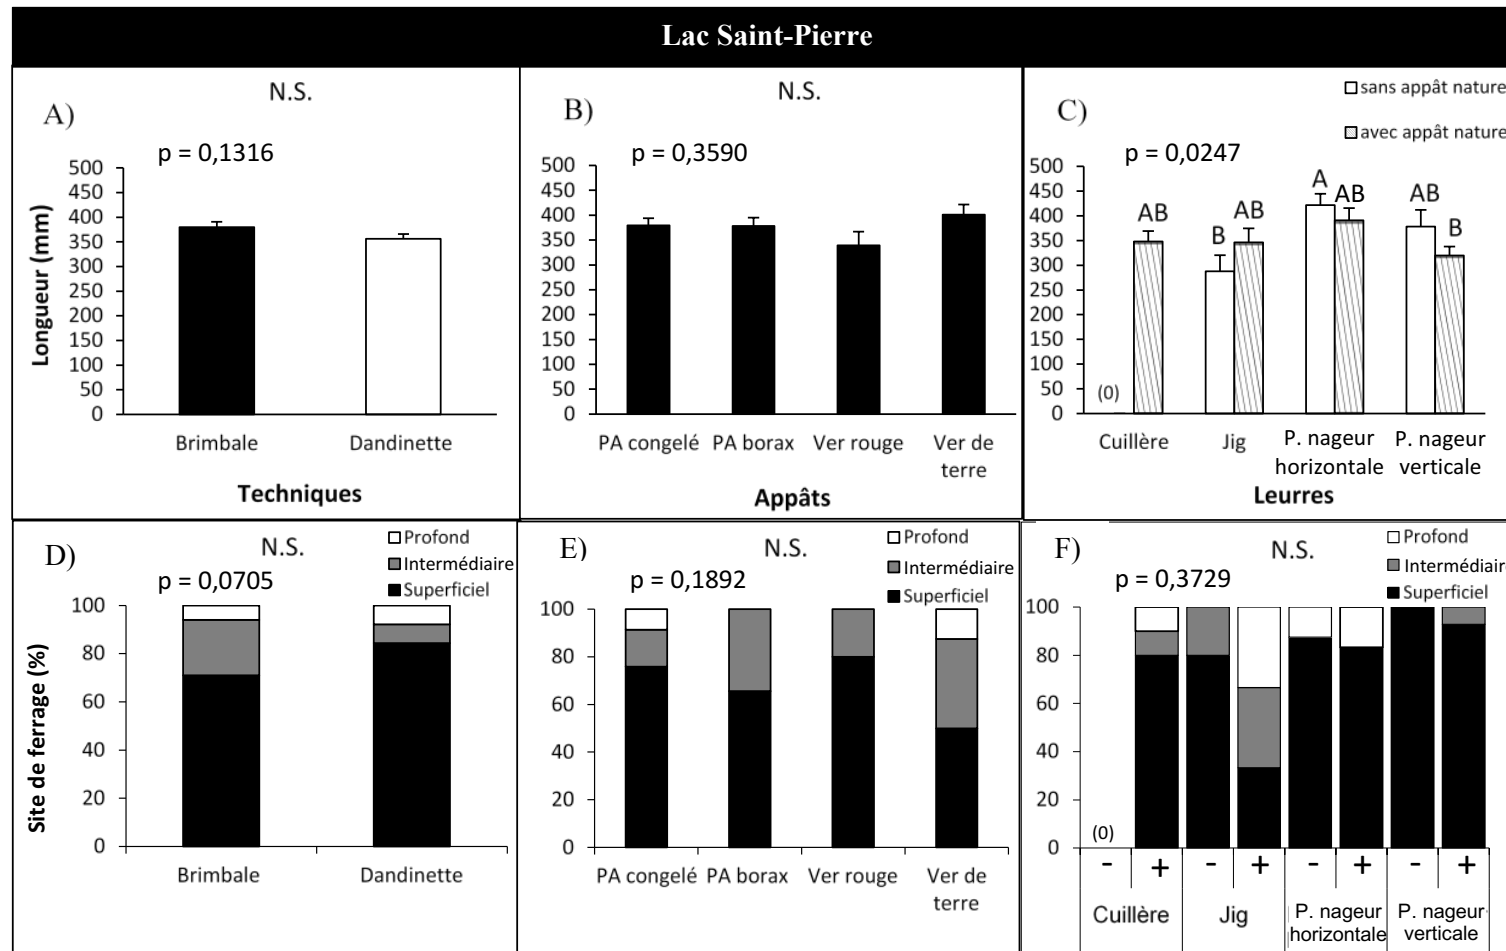 Lac Saint-Pierre
A)
N.S.
p = 0,1316
Longueur (mm)
500
450
400
350
300
250
200
150
100
50
0
Brimbale
Dandinette
Techniques
B)
N.S.
p = 0,3590
500
450
400
350
300
250
200
150
100
50
0
PA congelé
PA borax
Ver rouge
Ver de
terre
Appâts
C)
sans appât nature
avec appât nature
p = 0,0247
500
450
400
350
300
250
200
150
100
50
0
(0)
AB
B
AB
A
AB
AB
B
Cuillère
Jig
P. nageur
horizontale
P. nageur
verticale
Leurres
D)
N.S.
p = 0,0705
Profond
Intermédiaire
Superficiel
Site de ferrage (%)
100
80
60
40
20
0
Brimbale
Dandinette
E)
N.S.
p = 0,1892
Profond
Intermédiaire
Superficiel
100
80
60
40
20
0
PA congelé
PA borax
Ver rouge
Ver de
terre
F)
N.S.
p = 0,3729
Profond
Intermédiaire
Superficiel
100
80
60
40
20
0
(0)
- + - + - + - +
Cuillère
Jig
P. nageur
horizontale
P. nageur
verticale